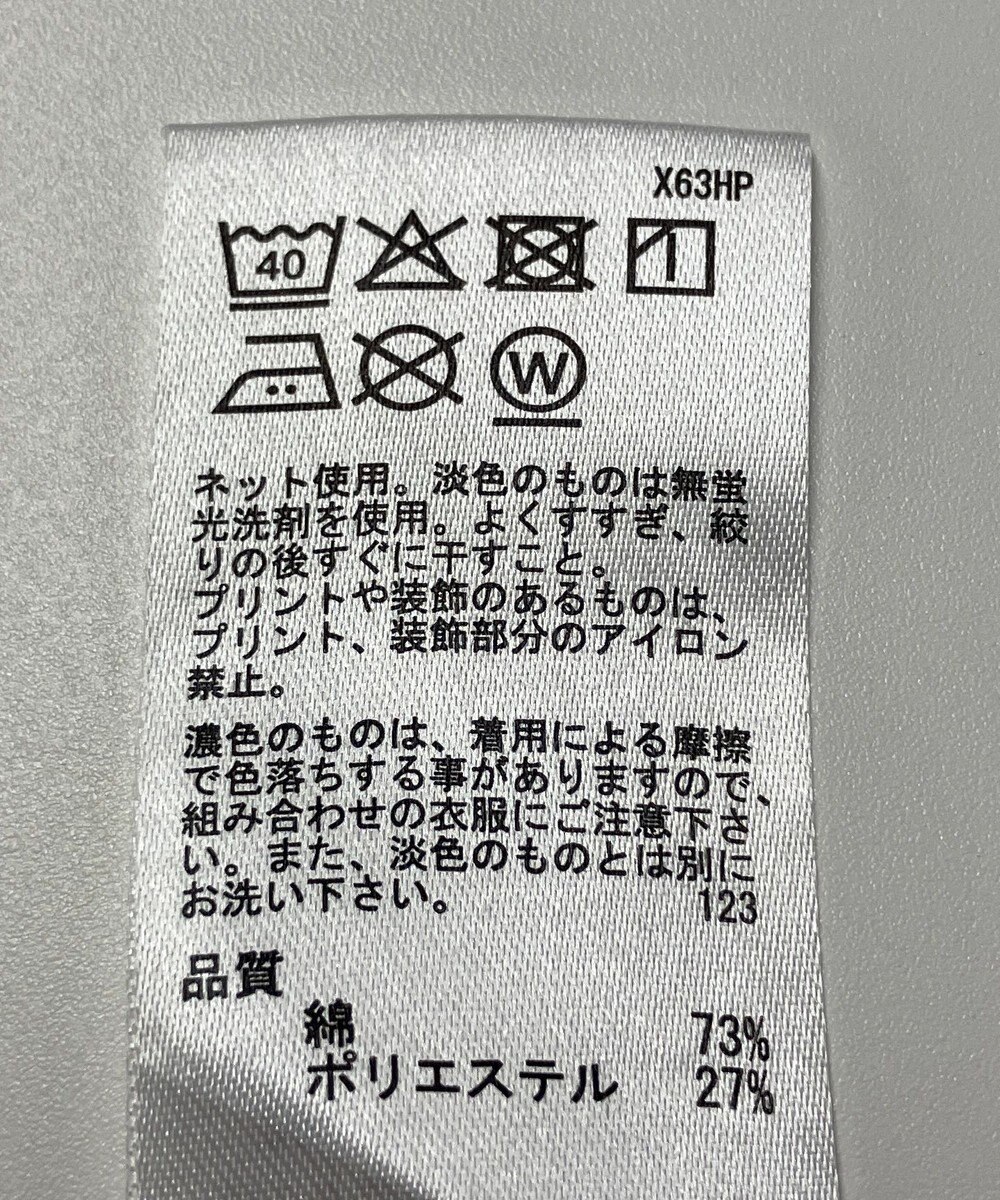 X63HP
40
W
ネット使用。淡色のものは無蛍
光洗剤を使用。よくすすぎ、絞
りの後すぐに干すこと。
プリントや装飾のあるものは、
プリント、装飾部分のアイロン
禁止。
濃色のものは、着用による摩擦
で色落ちする事がありますので、
組み合わせの衣服にご注意下さ
い。また、淡色のものとは別に
お洗い下さい。 123
品質
綿 73%
ポリエステル 27%